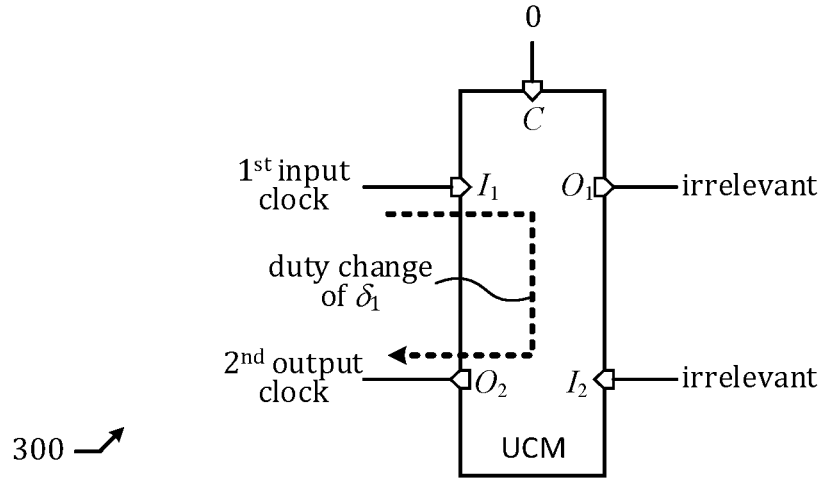 0
C
1st input
clock
I1
O1
irrelevant
duty change
of δ1
2nd output
clock
O2
I2
irrelevant
UCM
300